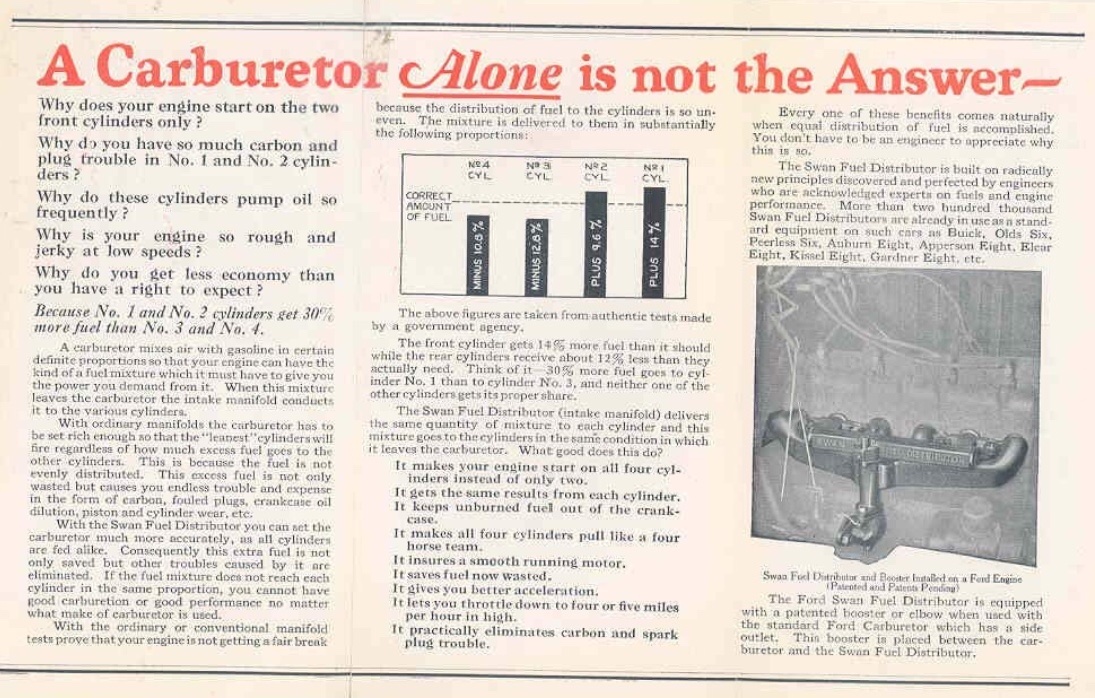 A Carburetor Alone is not the Answer—
Why does your engine start on the two
front cylinders only?
Why do you have so much carbon and
plug trouble in No. 1 and No. 2 cylin-
ders?
Why do these cylinders pump oil so
frequently?
Why is your engine so rough and
jerky at low speeds?
Why do you get less economy than
you have a right to expect?
Because No. 1 and No. 2 cylinders get 30%
more fuel than No. 3 and No. 4.
A carburetor mixes air with gasoline in certain
definite proportions so that your engine can have the
kind of a fuel mixture which it must have to give you
the power you demand from it. When this mixture
leaves the carburetor the intake manifold conducts
it to the various cylinders.
With ordinary manifolds the carburetor has to
be set rich enough so that the "leanest" cylinders will
fire regardless of how much excess fuel goes to the
other cylinders. This is because the fuel is not
evenly distributed. This excess fuel is not only
wasted but causes you endless trouble and expense
in the form of carbon, fouled plugs, crankcase oil
dilution, piston and cylinder wear, etc.
With the Swan Fuel Distributor you can set the
carburetor much more accurately, as all cylinders
are fed alike. Consequently this extra fuel is not
only saved but other troubles caused by it are
eliminated. If the fuel mixture does not reach each
cylinder in the same proportion, you cannot have
good carburetion or good performance no matter
what make of carburetor is used.
With the ordinary or conventional manifold
tests prove that your engine is not getting a fair break
because the distribution of fuel to the cylinders is so un-
even. The mixture is delivered to them in substantially
the following proportions:
Nº 4 Nº 3 Nº 2 Nº 1
CYL. CYL. CYL. CYL.
CORRECT
AMOUNT
OF FUEL
MINUS 10.8%
MINUS 12.8%
PLUS 9.6%
PLUS 14%
The above figures are taken from authentic tests made
by a government agency.
The front cylinder gets 14% more fuel than it should
while the rear cylinders receive about 12% less than they
actually need. Think of it—30% more fuel goes to cyl-
inder No. 1 than to cylinder No. 3, and neither one of the
other cylinders gets its proper share.
The Swan Fuel Distributor (intake manifold) delivers
the same quantity of mixture to each cylinder and this
mixture goes to the cylinders in the same condition in which
it leaves the carburetor. What good does this do?
It makes your engine start on all four cyl-
inders instead of only two.
It gets the same results from each cylinder.
It keeps unburned fuel out of the crank-
case.
It makes all four cylinders pull like a four
horse team.
It insures a smooth running motor.
It saves fuel now wasted.
It gives you better acceleration.
It lets you throttle down to four or five miles
per hour in high.
It practically eliminates carbon and spark
plug trouble.
Every one of these benefits comes naturally
when equal distribution of fuel is accomplished.
You don't have to be an engineer to appreciate why
this is so.
The Swan Fuel Distributor is built on radically
new principles discovered and perfected by engineers
who are acknowledged experts on fuels and engine
performance. More than two hundred thousand
Swan Fuel Distributors are already in use as a stand-
ard equipment on such cars as Buick, Olds Six,
Peerless Six, Auburn Eight, Apperson Eight, Elcar
Eight, Kissel Eight, Gardner Eight, etc.
SWAN FUEL DISTRIBUTOR
Swan Fuel Distributor and Booster Installed on a Ford Engine
(Patented and Patents Pending)
The Ford Swan Fuel Distributor is equipped
with a patented booster or elbow when used with
the standard Ford Carburetor which has a side
outlet. This booster is placed between the car-
buretor and the Swan Fuel Distributor.